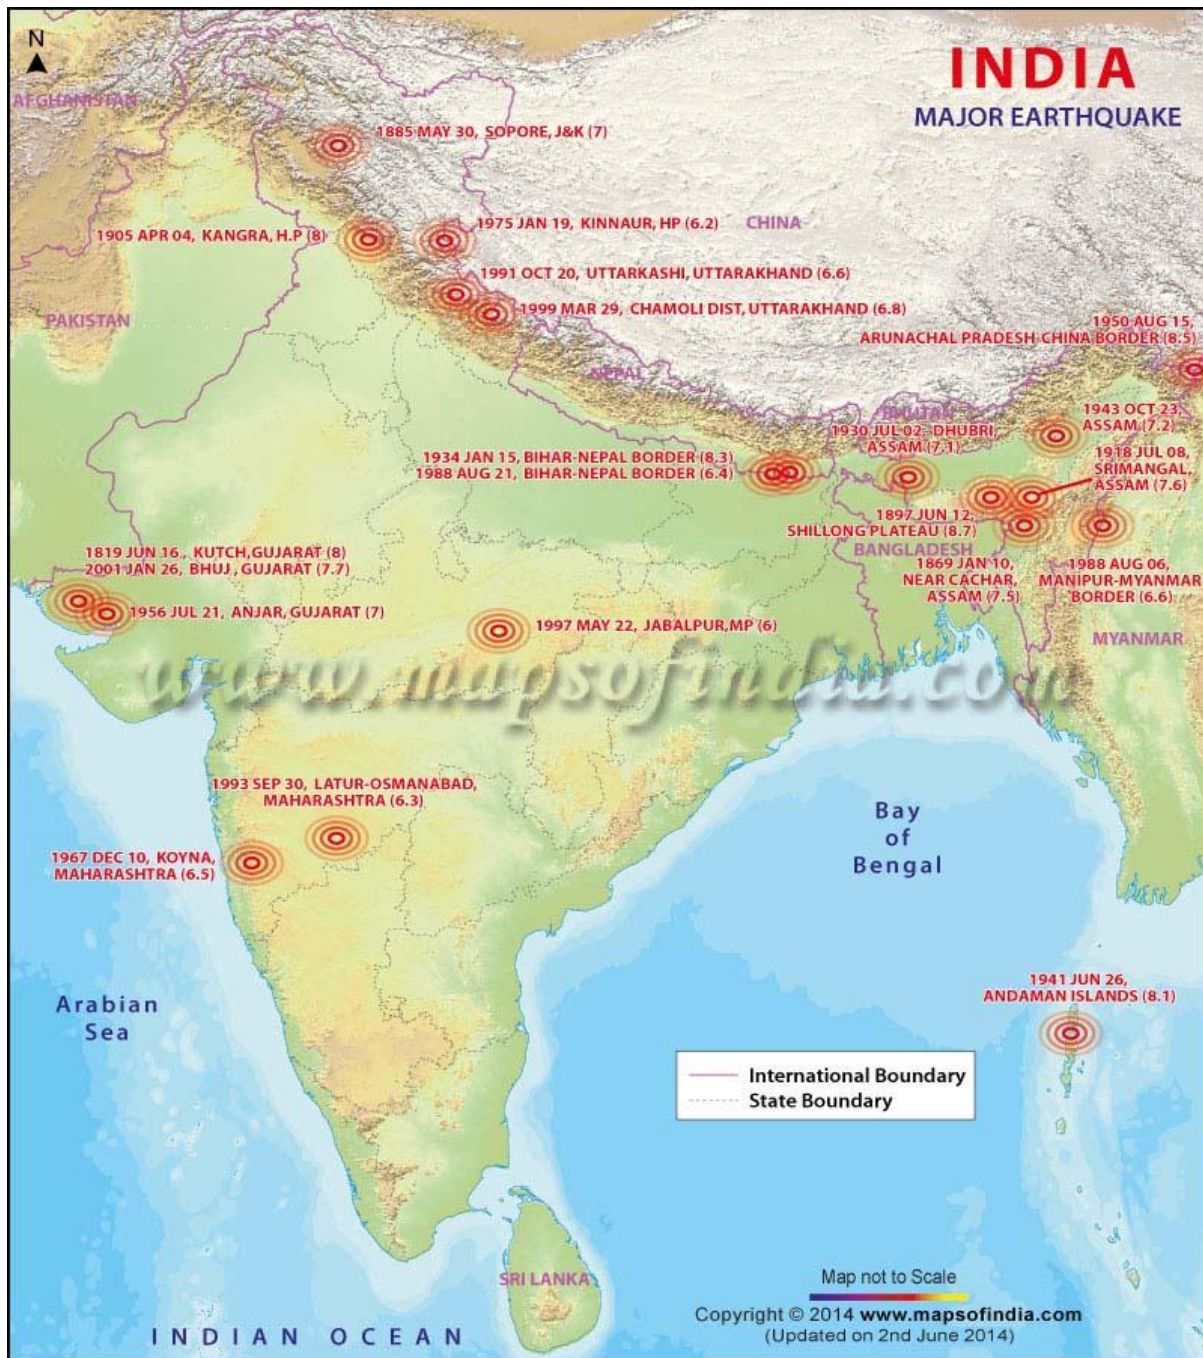 N
INDIA
MAJOR EARTHQUAKE
AFGHANISTAN
1885 MAY 30, SOPORE, J&K (7)
1905 APR 04, KANGRA, H.P (8)
1975 JAN 19, KINNAUR, HP (6.2)
CHINA
1991 OCT 20, UTTARKASHI, UTTARAKHAND (6.6)
1999 MAR 29, CHAMOLI DIST, UTTARAKHAND (6.8)
PAKISTAN
1950 AUG 15,
ARUNACHAL PRADESH-CHINA BORDER (8.5)
NEPAL
BHUTAN
1943 OCT 23,
ASSAM (7.2)
1930 JUL 02, DHUBRI,
ASSAM (7.1)
1918 JUL 08,
SRIMANGAL,
ASSAM (7.6)
1934 JAN 15, BIHAR-NEPAL BORDER (8.3)
1988 AUG 21, BIHAR-NEPAL BORDER (6.4)
1897 JUN 12,
SHILLONG PLATEAU (8.7)
BANGLADESH
1869 JAN 10,
NEAR CACHAR,
ASSAM (7.5)
1988 AUG 06,
MANIPUR-MYANMAR
BORDER (6.6)
MYANMAR
1819 JUN 16., KUTCH,GUJARAT (8)
2001 JAN 26, BHUJ, GUJARAT (7.7)
1956 JUL 21, ANJAR, GUJARAT (7)
1997 MAY 22, JABALPUR,MP (6)
www.mapsofindia.com
1993 SEP 30, LATUR-OSMANABAD,
MAHARASHTRA (6.3)
1967 DEC 10, KOYNA,
MAHARASHTRA (6.5)
Bay
of
Bengal
Arabian
Sea
1941 JUN 26,
ANDAMAN ISLANDS (8.1)
International Boundary
State Boundary
SRI LANKA
Map not to Scale
Copyright © 2014 www.mapsofindia.com
(Updated on 2nd June 2014)
INDIAN OCEAN